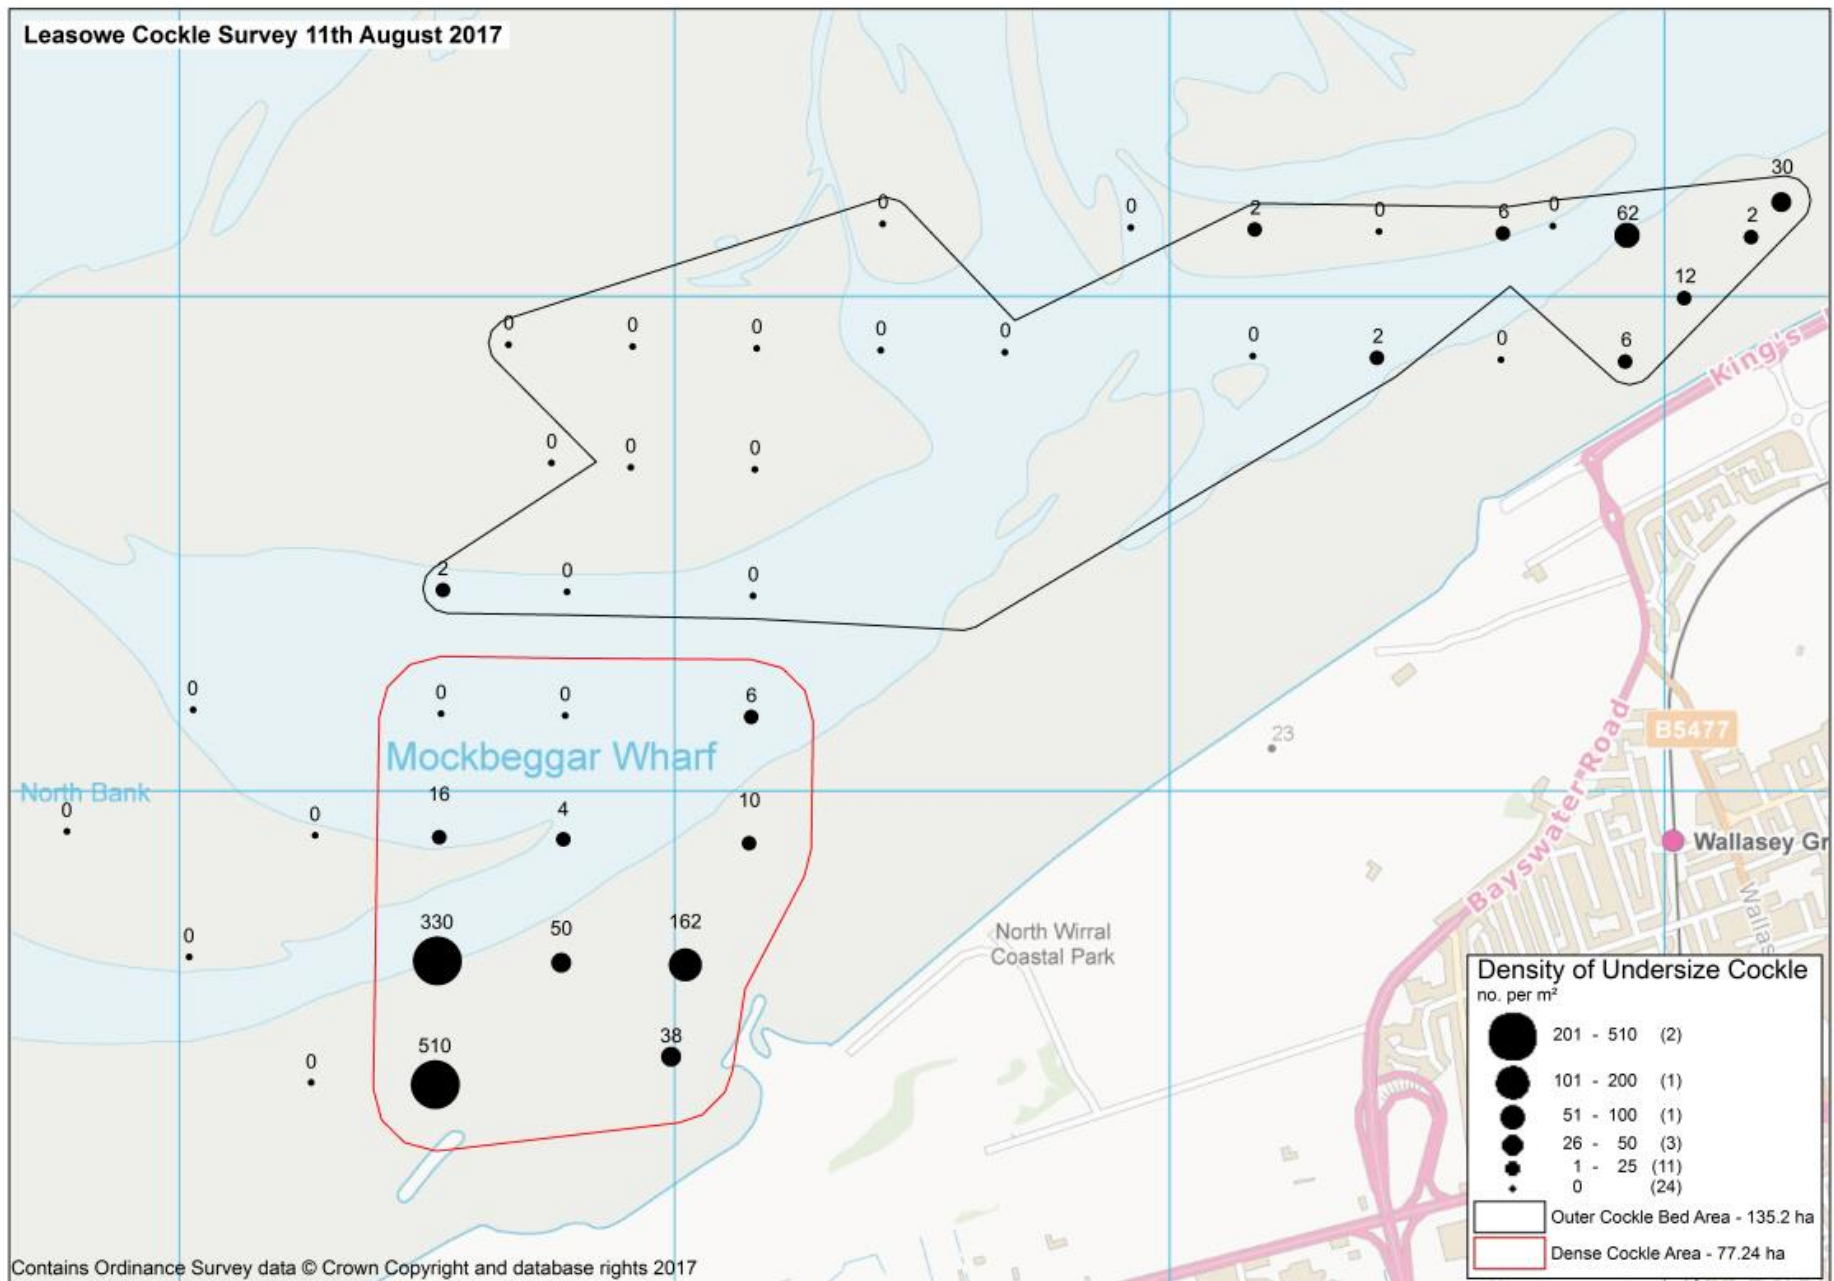 Leasowe Cockle Survey 11th August 2017
30
0
0
2
0
6
0
62
2
12
0
0
0
0
0
0
2
0
6
King's
0
0
0
2
0
0
0
0
0
6
Mockbeggar Wharf
North Bank
0
0
16
4
10
23
Bayswater Road
B5477
Wallasey Gr
Wallas
0
330
50
162
North Wirral
Coastal Park
0
510
38
Density of Undersize Cockle
no. per m²
201 - 510 (2)
101 - 200 (1)
51 - 100 (1)
26 - 50 (3)
1 - 25 (11)
0 (24)
Outer Cockle Bed Area - 135.2 ha
Dense Cockle Area - 77.24 ha
Contains Ordinance Survey data © Crown Copyright and database rights 2017